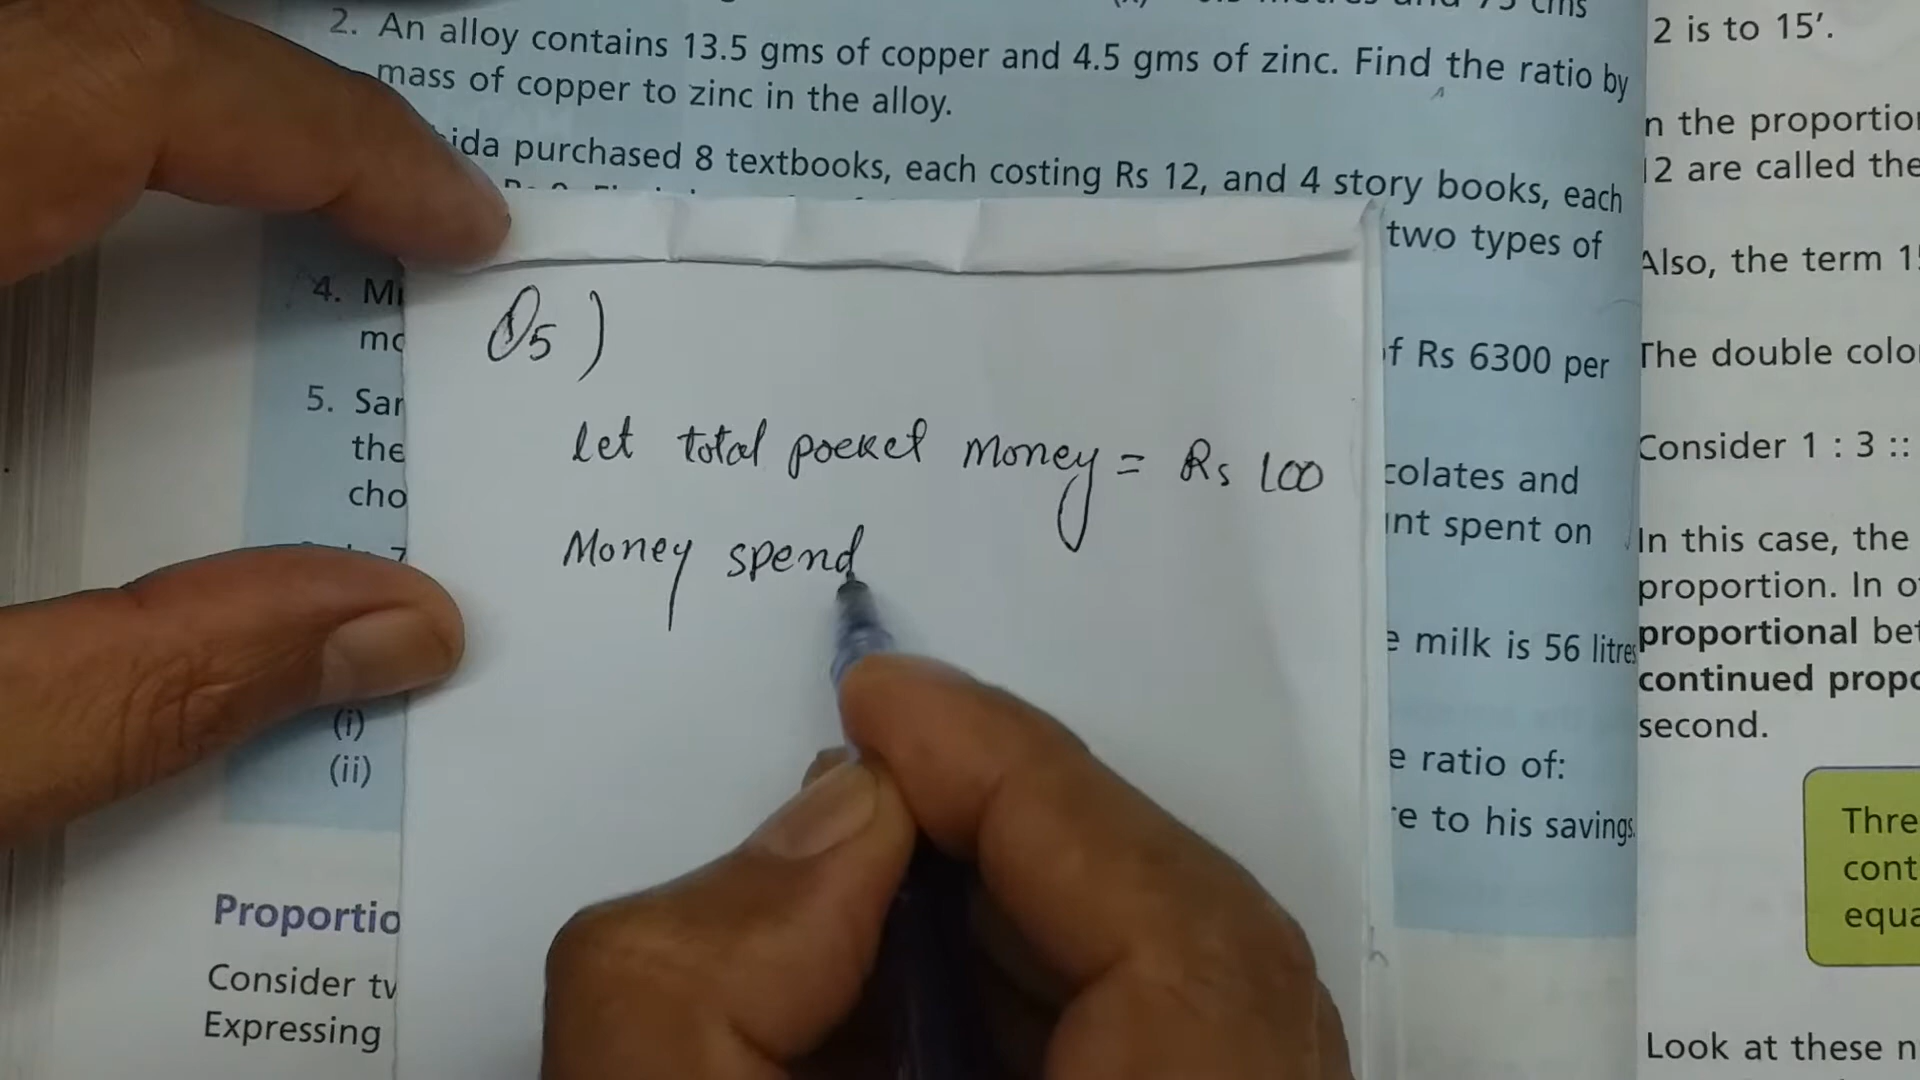 2. An alloy contains 13.5 gms of copper and 4.5 gms of zinc. Find the ratio by
mass of copper to zinc in the alloy.
ida purchased 8 textbooks, each costing Rs 12, and 4 story books, each
two types of
4. Mi
mo
f Rs 6300 per
5. Sar
the
cho
colates and
nt spent on
e milk is 56 litres
(i)
(ii)
e ratio of:
e to his savings.
Q5)
let total pocket Money = Rs 100
Money spend
Proportio
Consider tw
Expressing
2 is to 15'.
n the proportio
12 are called the
Also, the term 1
The double colo
Consider 1 : 3 ::
In this case, the
proportion. In o
proportional bet
continued propo
second.
Thre
cont
equa
Look at these n